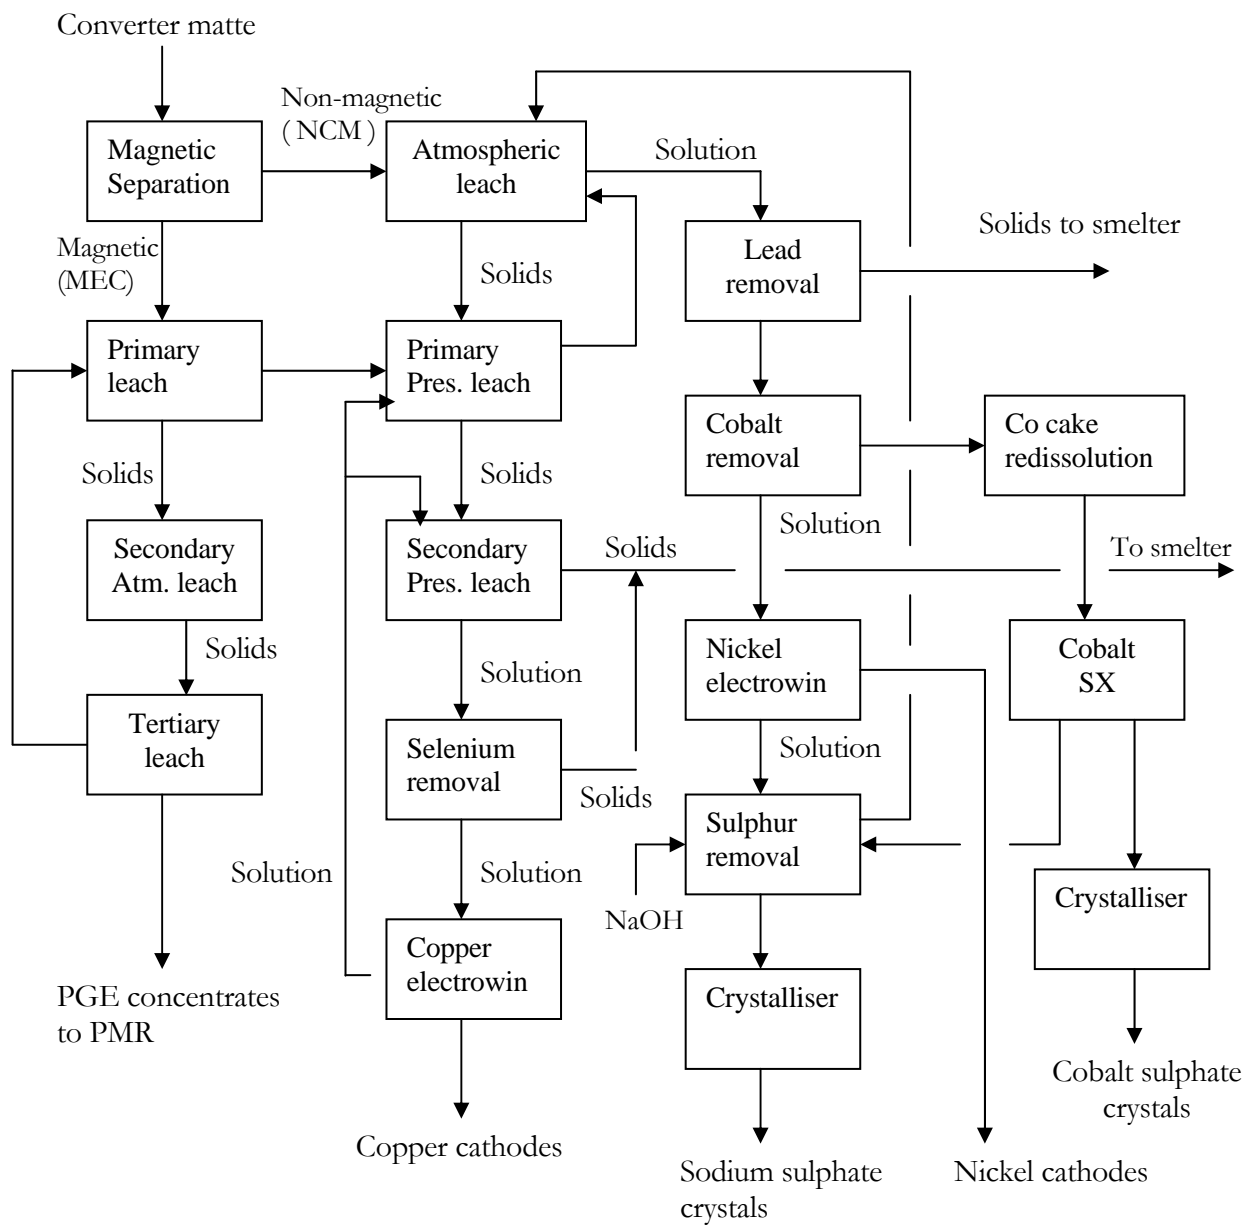 Converter matte
Non-magnetic
( NCM )
Magnetic
Separation
Atmospheric
leach
Solution
Magnetic
(MEC)
Solids
Lead
removal
Solids to smelter
Primary
leach
Primary
Pres. leach
Cobalt
removal
Co cake
redissolution
Solids
Solids
Solution
Secondary
Atm. leach
Secondary
Pres. leach
Solids
To smelter
Solids
Solution
Nickel
electrowin
Cobalt
SX
Tertiary
leach
Selenium
removal
Solids
Solution
Sulphur
removal
Solution
Solution
NaOH
Crystalliser
Copper
electrowin
PGE concentrates
to PMR
Crystalliser
Copper cathodes
Sodium sulphate
crystals
Nickel cathodes
Cobalt sulphate
crystals